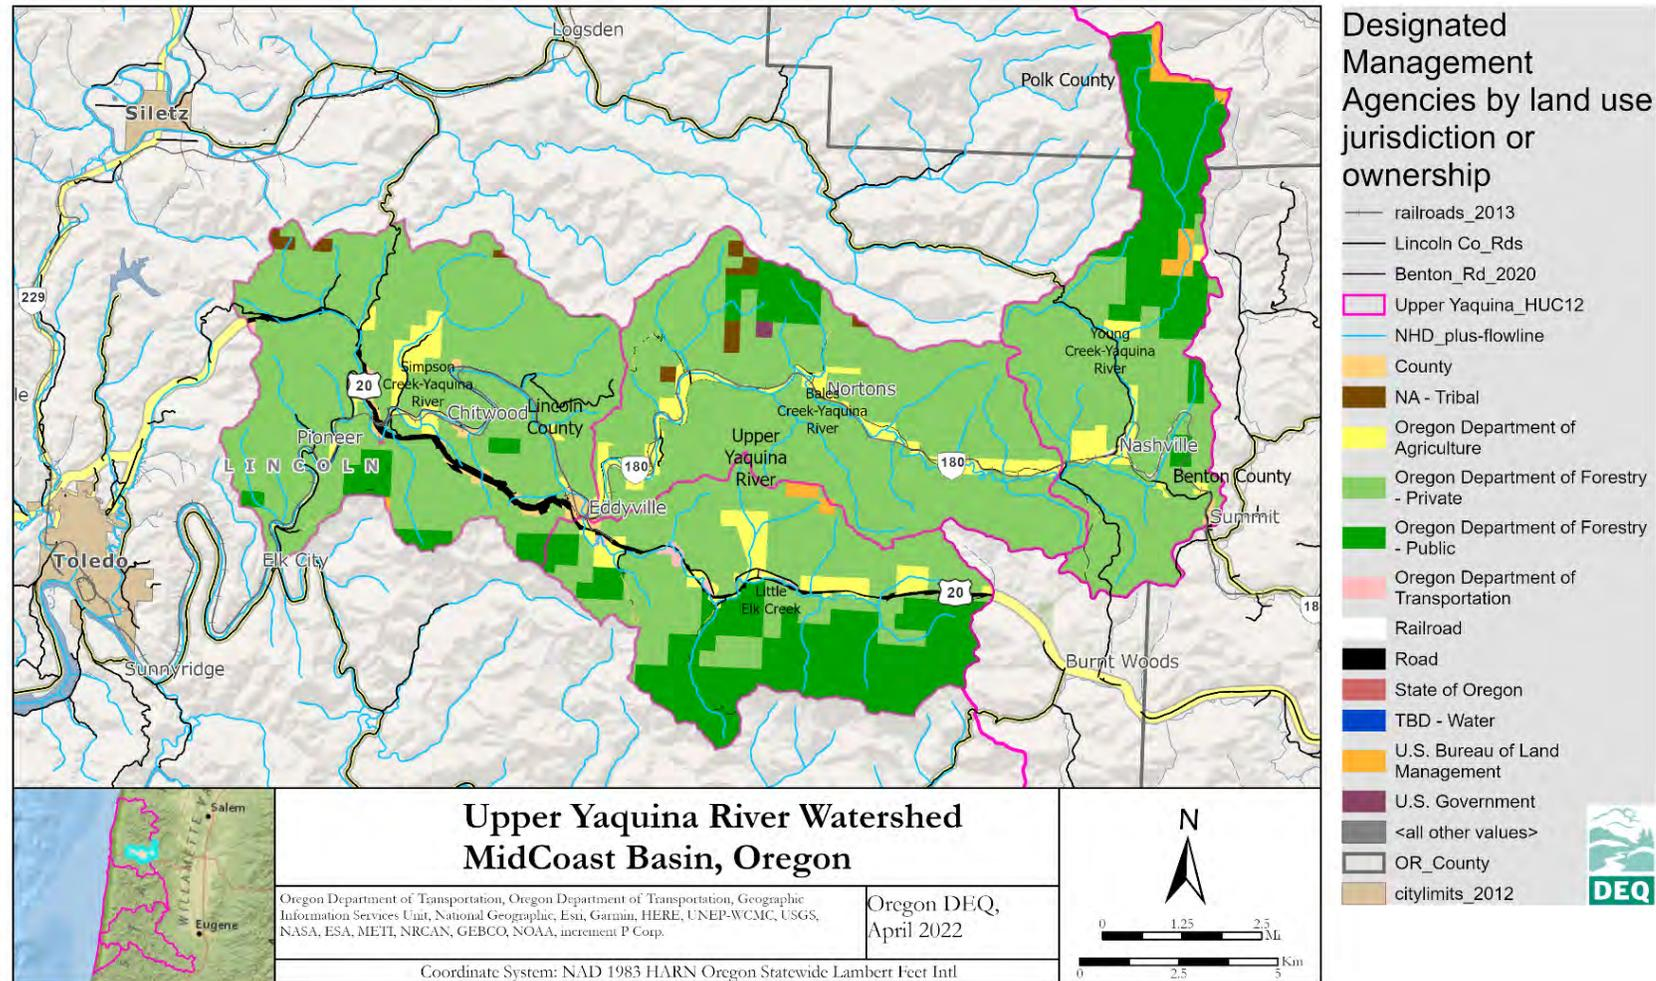 Logsden
Polk County
Siletz
229
le
Young
Creek-Yaquina
River
Simpson
Creek-Yaquina
River
20
Chitwood
Lincoln
County
Nortons
Bales
Creek-Yaquina
River
Pioneer
LINCOLN
Upper
Yaquina
River
180
180
Nashville
Benton County
Eddyville
Summit
Toledo
Elk City
Little
Elk Creek
20
18
Sunnyridge
Burnt Woods
Designated
Management
Agencies by land use
jurisdiction or
ownership
railroads_2013
Lincoln Co_Rds
Benton_Rd_2020
Upper Yaquina_HUC12
NHD_plus-flowline
County
NA - Tribal
Oregon Department of
Agriculture
Oregon Department of Forestry
- Private
Oregon Department of Forestry
- Public
Oregon Department of
Transportation
Railroad
Road
State of Oregon
TBD - Water
U.S. Bureau of Land
Management
U.S. Government
<all other values>
OR_County
citylimits_2012
DEQ
Salem
WILLAMETTE
Eugene
Upper Yaquina River Watershed
MidCoast Basin, Oregon
Oregon Department of Transportation, Oregon Department of Transportation, Geographic
Information Services Unit, National Geographic, Esri, Garmin, HERE, UNEP-WCMC, USGS,
NASA, ESA, METI, NRCAN, GEBCO, NOAA, increment P Corp.
Oregon DEQ,
April 2022
Coordinate System: NAD 1983 HARN Oregon Statewide Lambert Feet Intl
N
0 1.25 2.5
Mi
Km
0 2.5 5